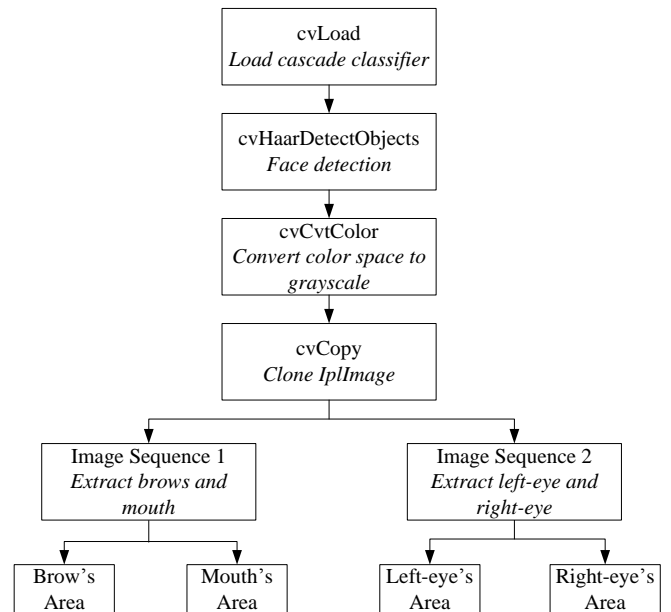 cvLoad
Load cascade classifier
cvHaarDetectObjects
Face detection
cvCvtColor
Convert color space to
grayscale
cvCopy
Clone IplImage
Image Sequence 1
Extract brows and
mouth
Image Sequence 2
Extract left-eye and
right-eye
Brow’s
Area
Mouth’s
Area
Left-eye’s
Area
Right-eye’s
Area